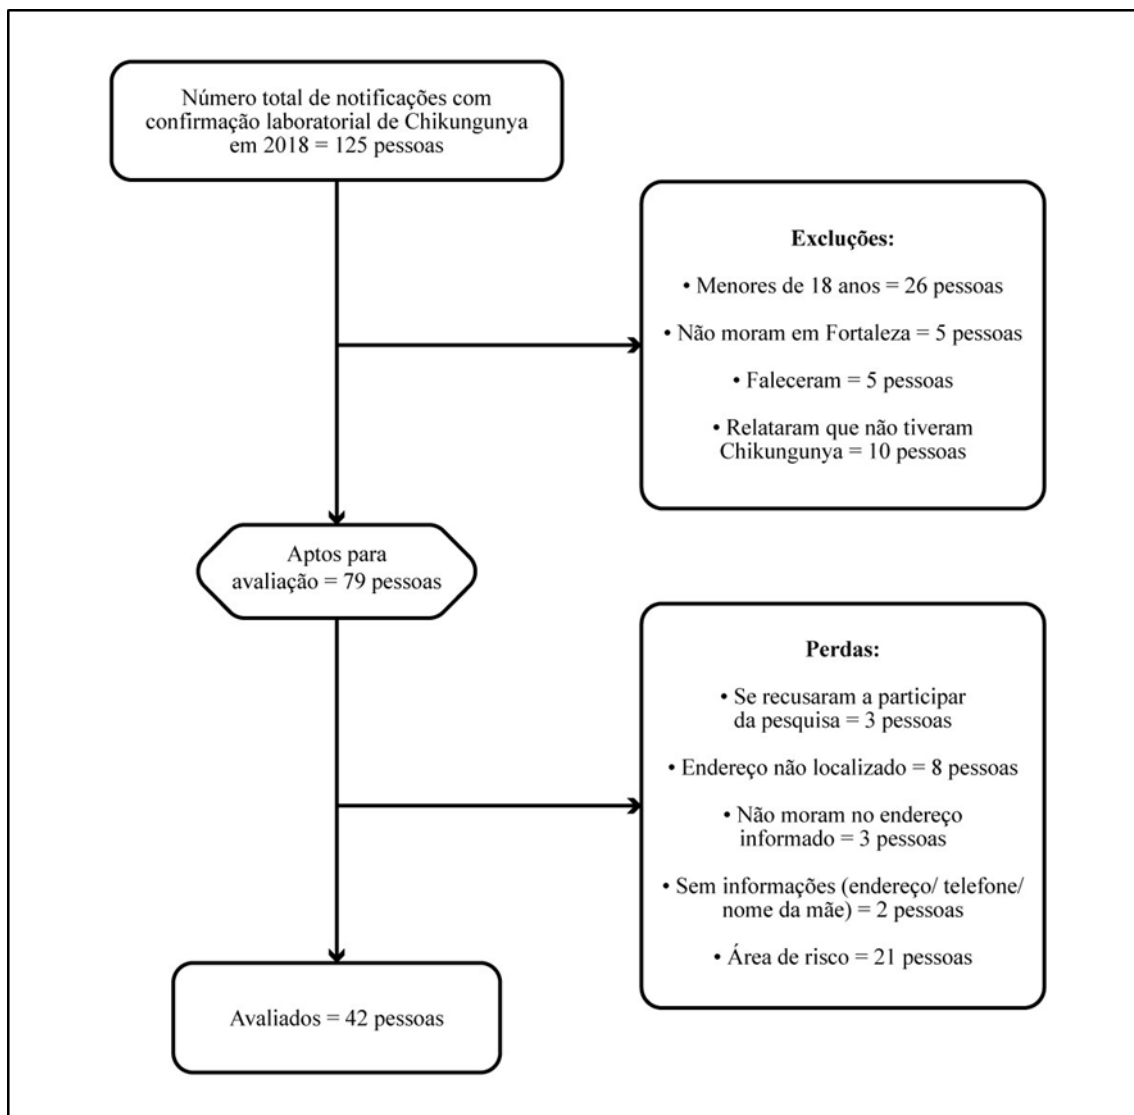 Número total de notificações com
confirmação laboratorial de Chikungunya
em 2018 = 125 pessoas
Excluções:
• Menores de 18 anos = 26 pessoas
• Não moram em Fortaleza = 5 pessoas
• Faleceram = 5 pessoas
• Relataram que não tiveram
Chikungunya = 10 pessoas
Aptos para
avaliação = 79 pessoas
Perdas:
• Se recusaram a participar
da pesquisa = 3 pessoas
• Endereço não localizado = 8 pessoas
• Não moram no endereço
informado = 3 pessoas
• Sem informações (endereço/ telefone/
nome da mãe) = 2 pessoas
• Área de risco = 21 pessoas
Avaliados = 42 pessoas